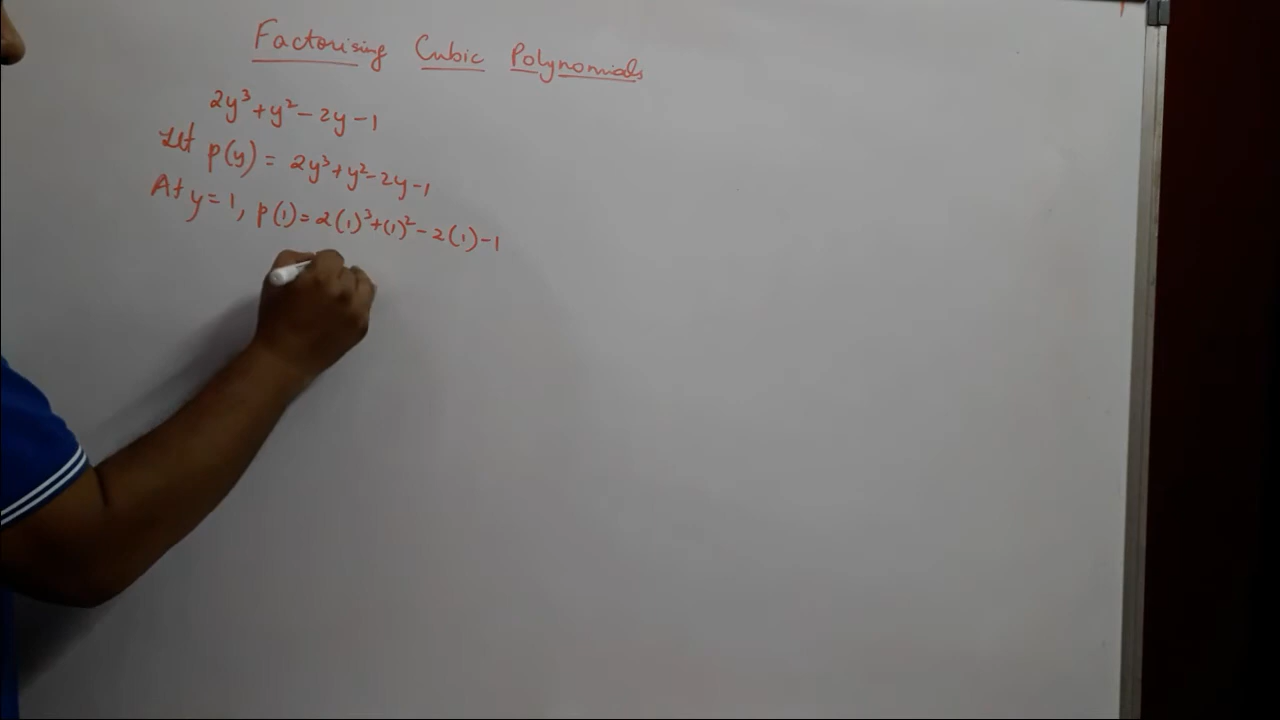 Factorising Cubic Polynomials
2y³+y²-2y-1
Let p(y) = 2y³+y²-2y-1
At y=1, p(1)=2(1)³+(1)²-2(1)-1